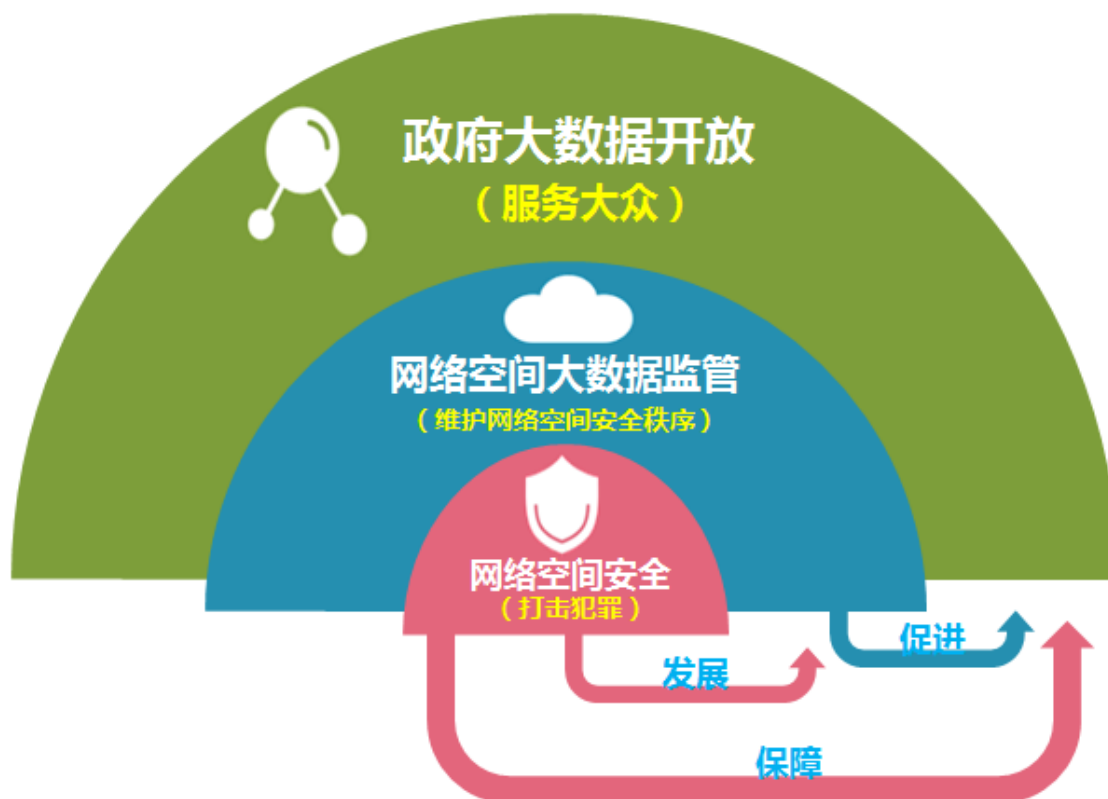 政府大数据开放
（服务大众）
网络空间大数据监管
（维护网络空间安全秩序）
网络空间安全
（打击犯罪）
促进
发展
保障